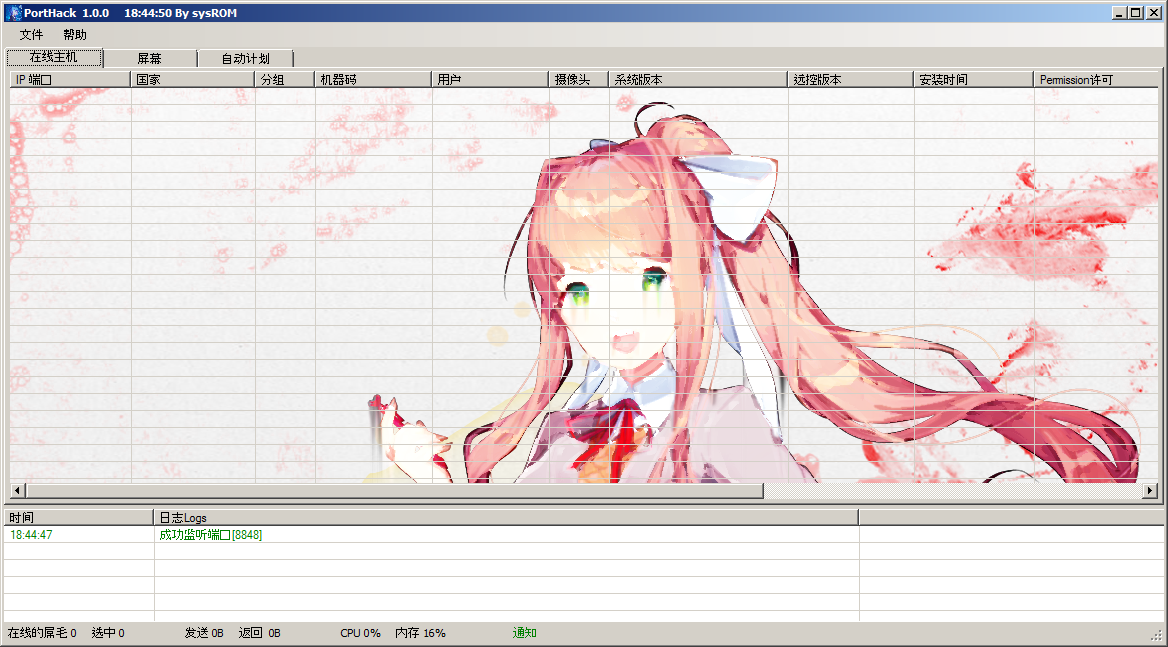 PortHack 1.0.0 18:44:50 By sysROM
文件 帮助
在线主机 屏幕 自动计划
IP 端口 国家 分组 机器码 用户 摄像头 系统版本 远控版本 安装时间 Permission许可
时间 日志Logs
18:44:47 成功监听端口[8848]
在线的屌毛 0 选中 0 发送 0B 返回 0B CPU 0% 内存 16% 通知